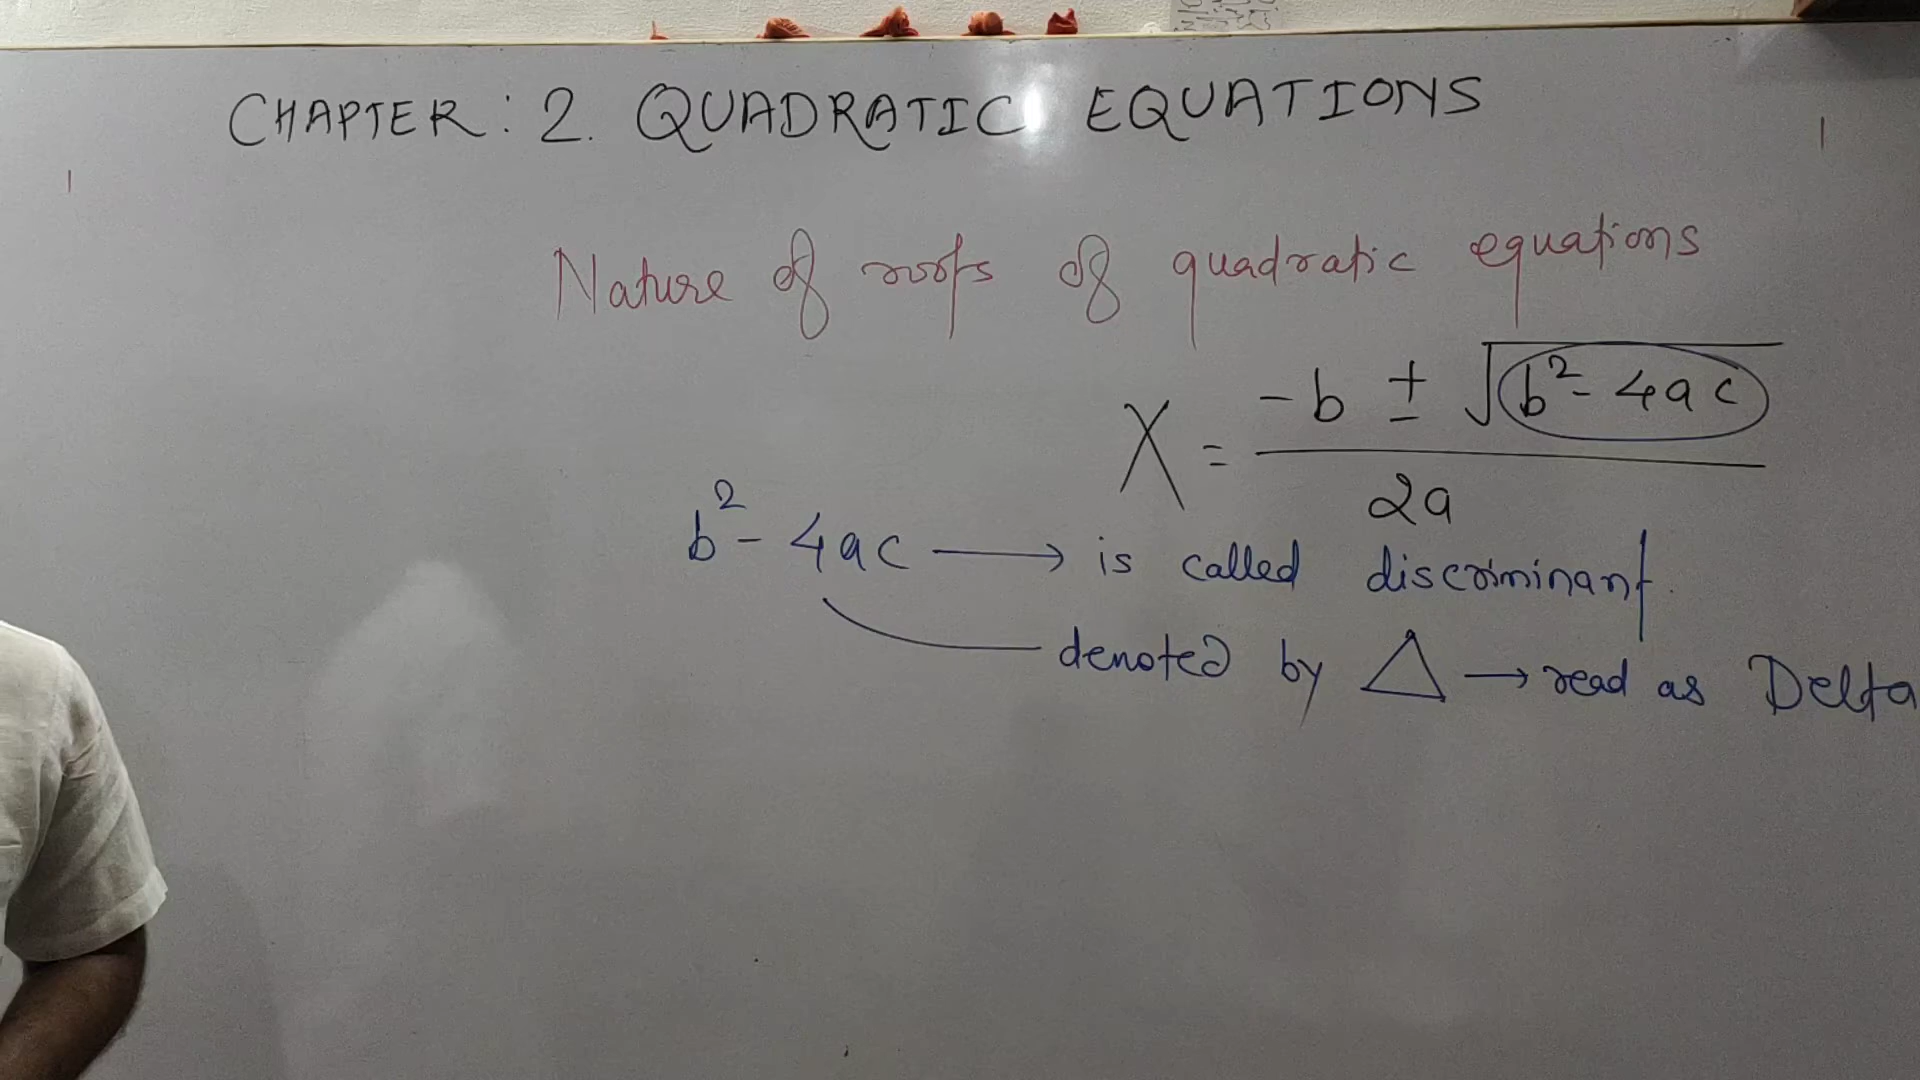 CHAPTER : 2. QUADRATIC EQUATIONS
Nature of roots of quadratic equations
X = -b ± √b² - 4ac / 2a
b² - 4ac → is called discriminant.
denoted by △ → read as Delta